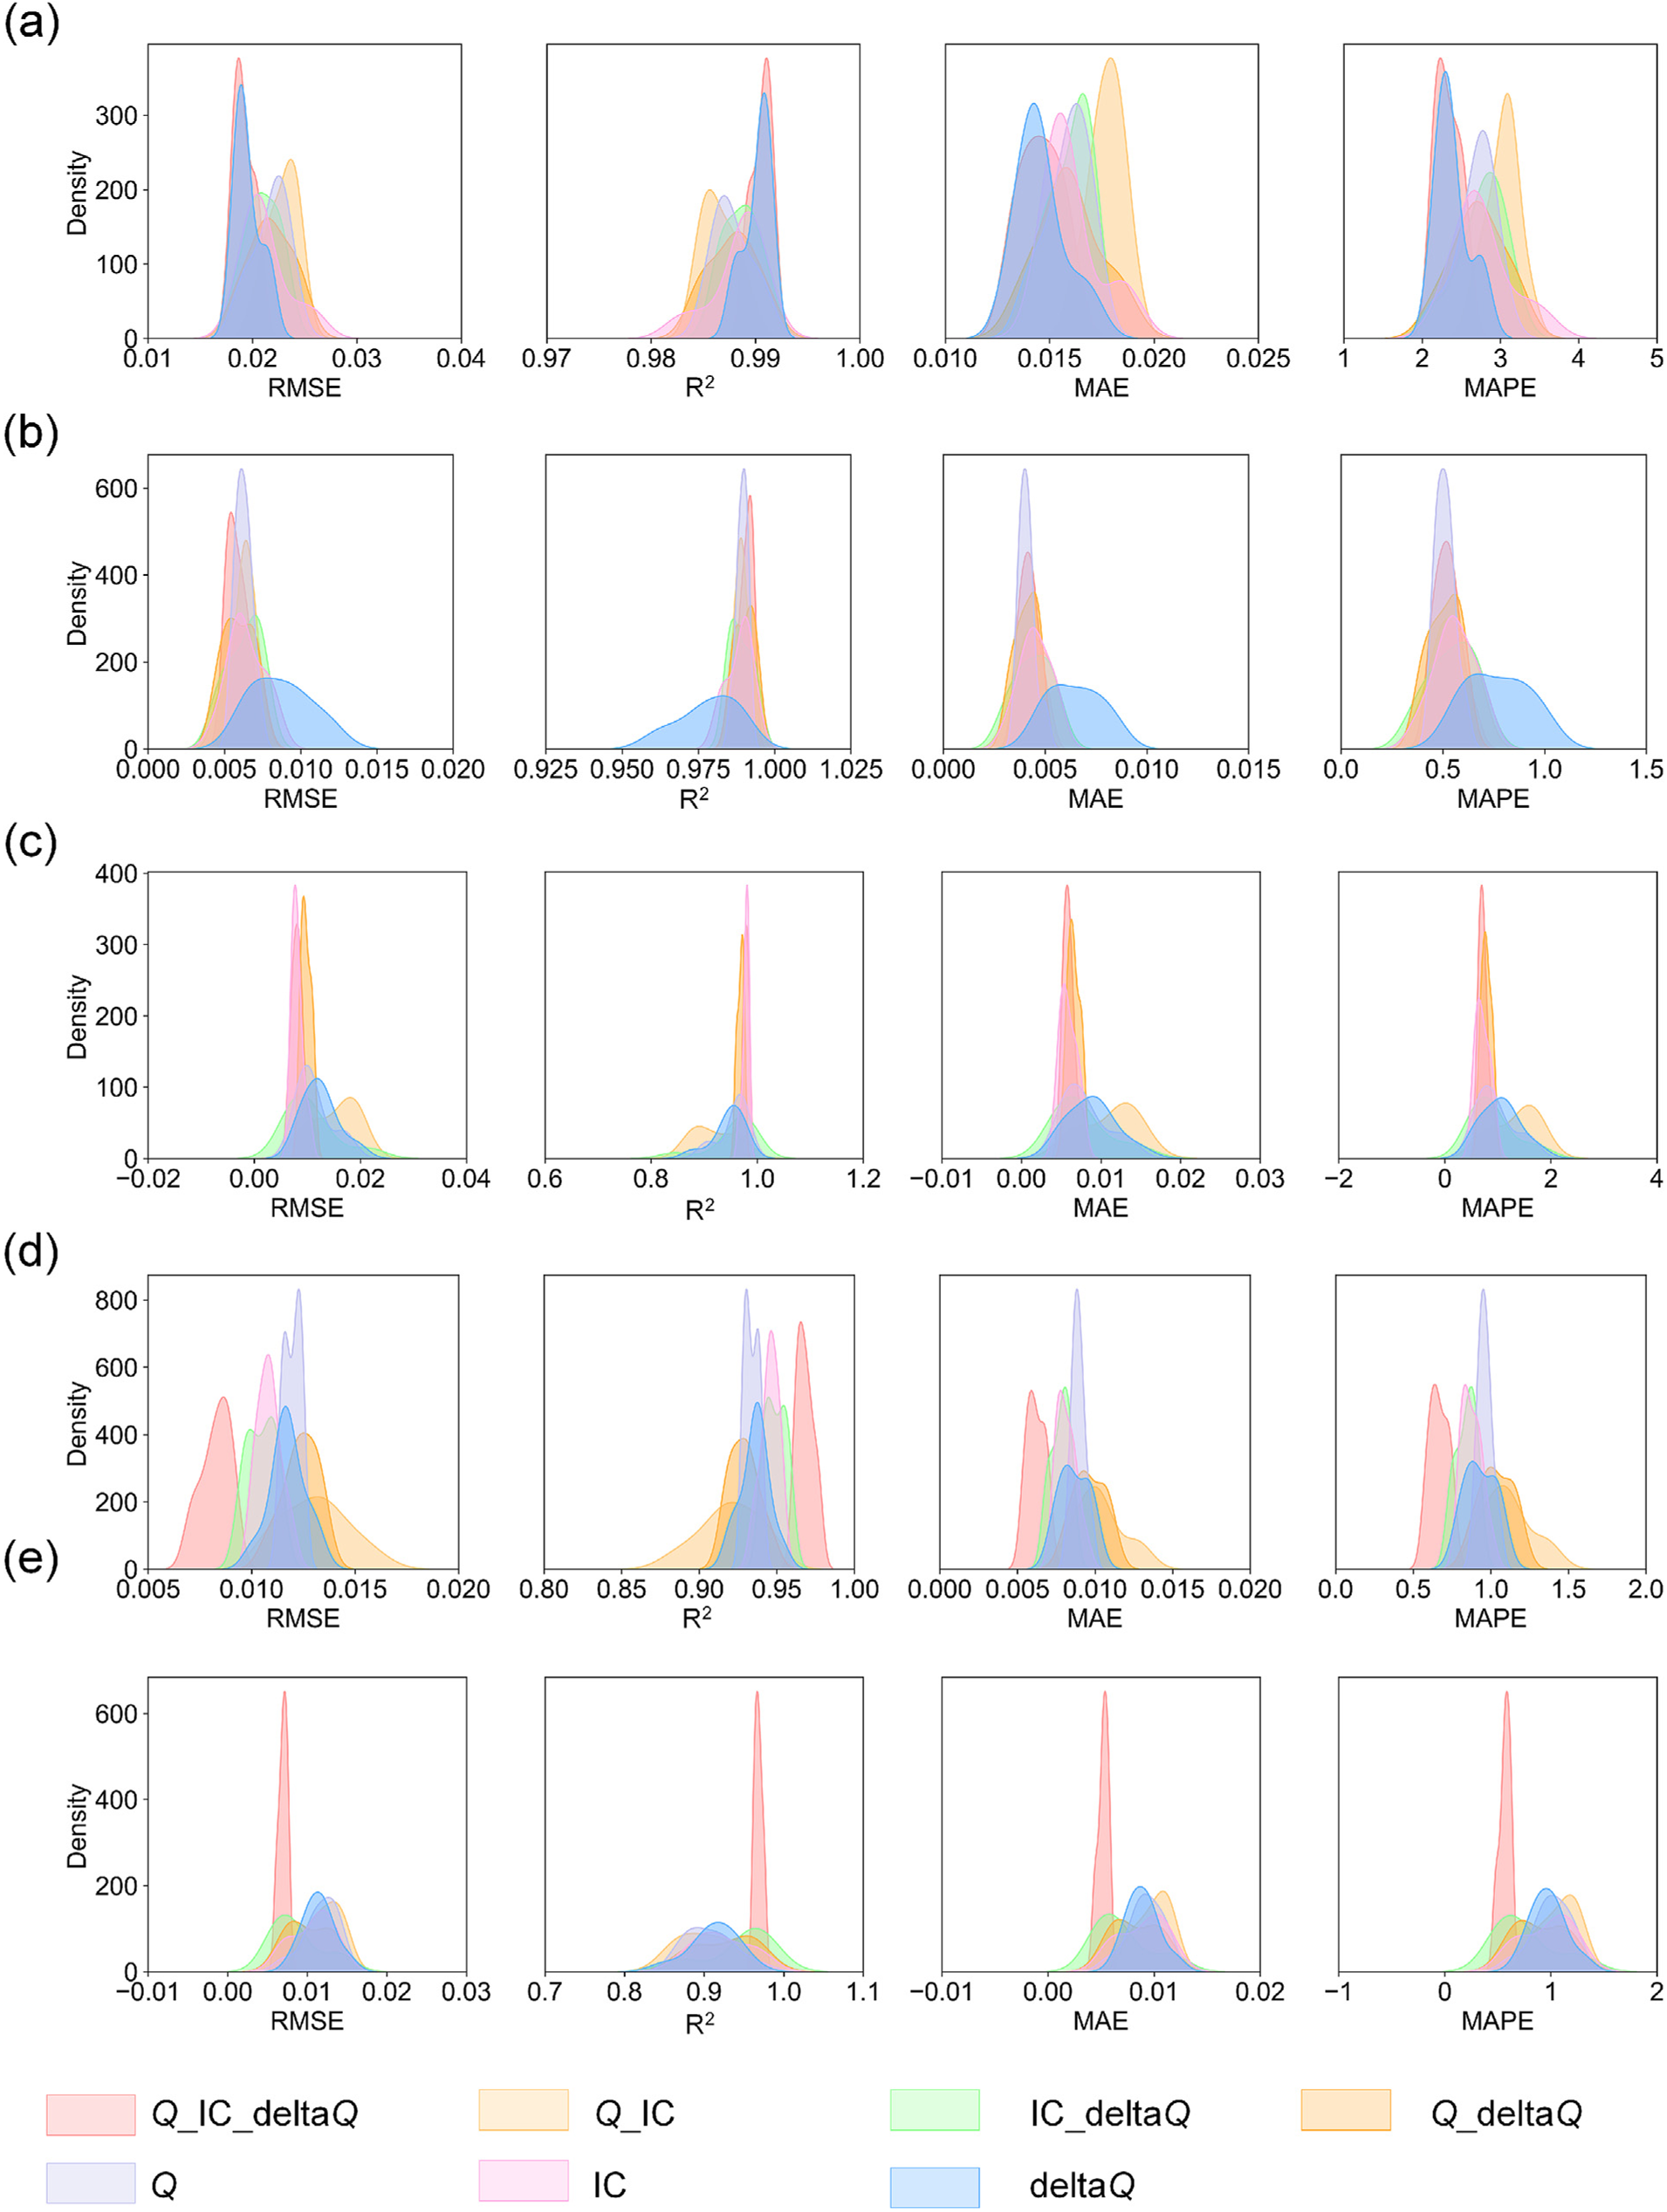 (a)
Density
300
200
100
0
0.01 0.02 0.03 0.04
RMSE
0.97 0.98 0.99 1.00
R²
0.010 0.015 0.020 0.025
MAE
1 2 3 4 5
MAPE
(b)
Density
600
400
200
0
0.000 0.005 0.010 0.015 0.020
RMSE
0.925 0.950 0.975 1.000 1.025
R²
0.000 0.005 0.010 0.015
MAE
0.0 0.5 1.0 1.5
MAPE
(c)
Density
400
300
200
100
0
−0.02 0.00 0.02 0.04
RMSE
0.6 0.8 1.0 1.2
R²
−0.01 0.00 0.01 0.02 0.03
MAE
−2 0 2 4
MAPE
(d)
Density
800
600
400
200
0
0.005 0.010 0.015 0.020
RMSE
0.80 0.85 0.90 0.95 1.00
R²
0.000 0.005 0.010 0.015 0.020
MAE
0.0 0.5 1.0 1.5 2.0
MAPE
(e)
Density
600
400
200
0
−0.01 0.00 0.01 0.02 0.03
RMSE
0.7 0.8 0.9 1.0 1.1
R²
−0.01 0.00 0.01 0.02
MAE
−1 0 1 2
MAPE
Q_IC_deltaQ Q_IC IC_deltaQ Q_deltaQ
Q IC deltaQ